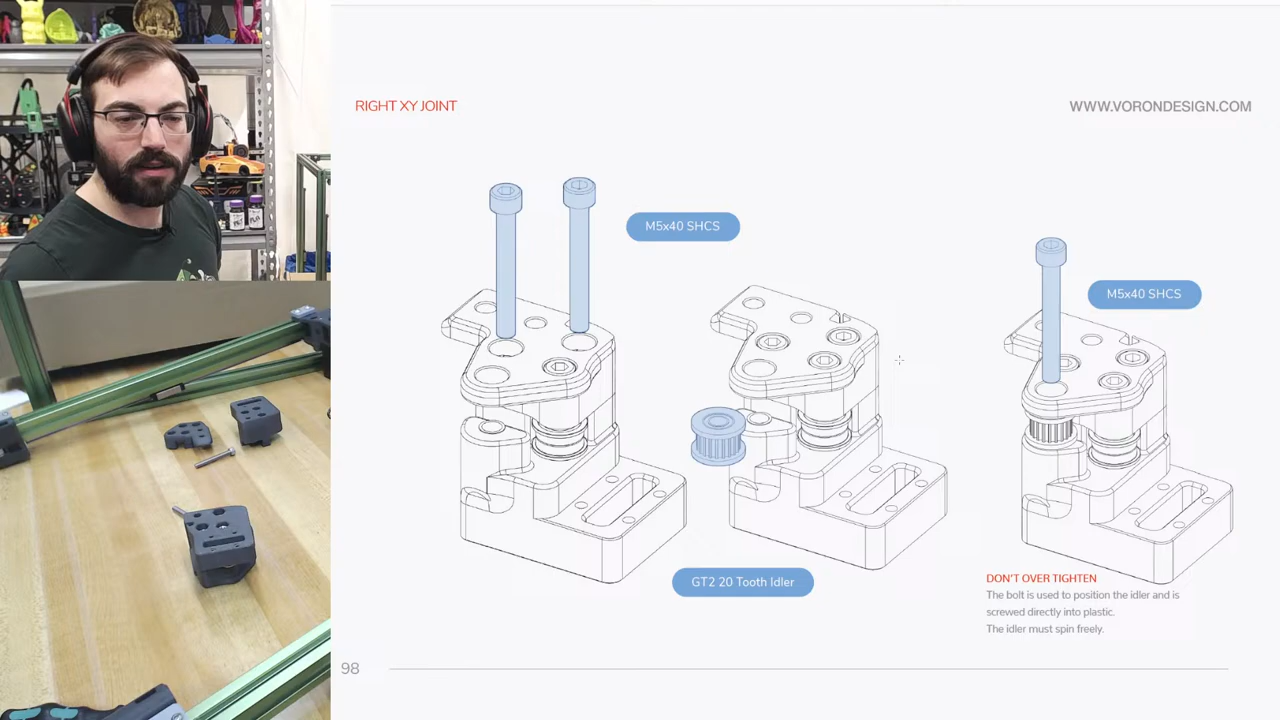 RIGHT XY JOINT
WWW.VORONDESIGN.COM
M5x40 SHCS
M5x40 SHCS
GT2 20 Tooth Idler
DON'T OVER TIGHTEN
The bolt is used to position the idler and is
screwed directly into plastic.
The idler must spin freely.
98